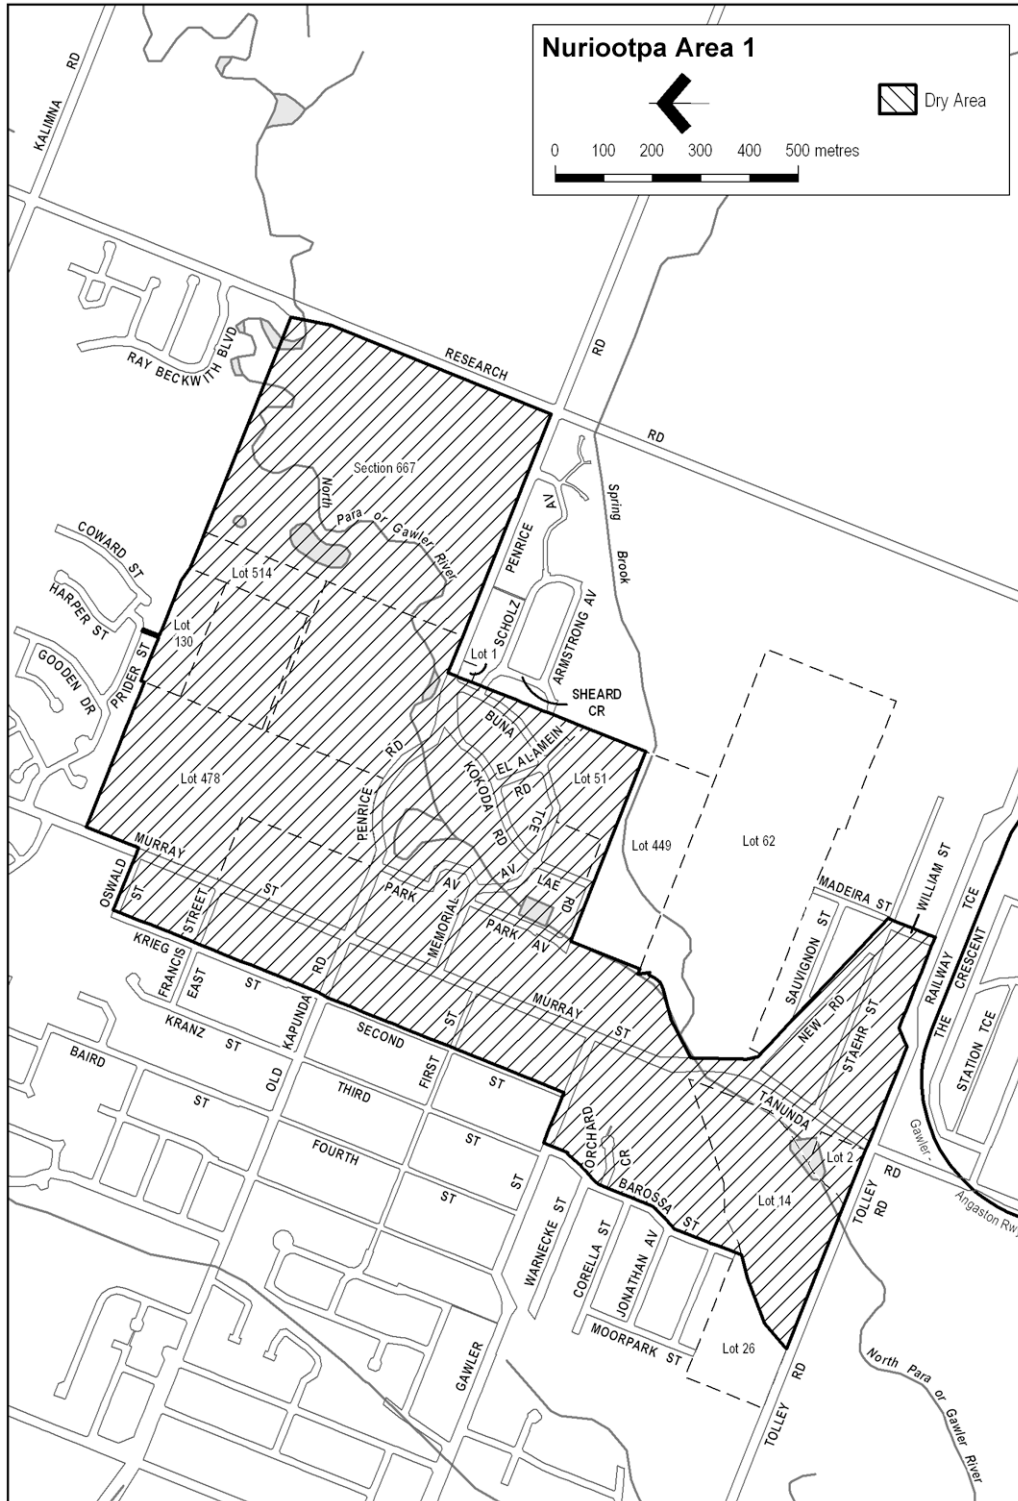 Nuriootpa Area 1
Dry Area
0 100 200 300 400 500 metres
KALIMNA RD
RAY BECKWITH BLVD
RESEARCH RD
RD
Section 667
North Para or Gawler River
Spring Brook
COWARD ST
HARPER ST
GOODEN DR
PRIDER ST
Lot 514
Lot 130
PENRICE AV
SCHOLZ
Lot 1
ARMSTRONG AV
SHEARD CR
BUNA
EL ALAMEIN
RD
KOKODA RD
TCE
Lot 51
PENRICE RD
Lot 478
Lot 449
Lot 62
MURRAY ST
OSWALD ST
PARK AV
MEMORIAL AV
LAE RD
PARK AV
MADEIRA ST
WILLIAM ST
SAUVIGNON ST
RAILWAY TCE
THE CRESCENT
STATION TCE
NEW RD
STAEHR ST
KRIEG ST
FRANCIS STREET
EAST
KRANZ ST
BAIRD ST
OLD KAPUNDA RD
SECOND ST
MURRAY ST
FIRST ST
THIRD ST
FOURTH ST
ST
TANUNDA RD
Gawler - Angaston Rwy
ORCHARD CR
BAROSSA ST
Lot 2
Lot 14
TOLLEY RD
WARNECKE ST
CORELLA ST
JONATHAN AV
MOORPARK ST
Lot 26
GAWLER
TOLLEY RD
North Para or Gawler River